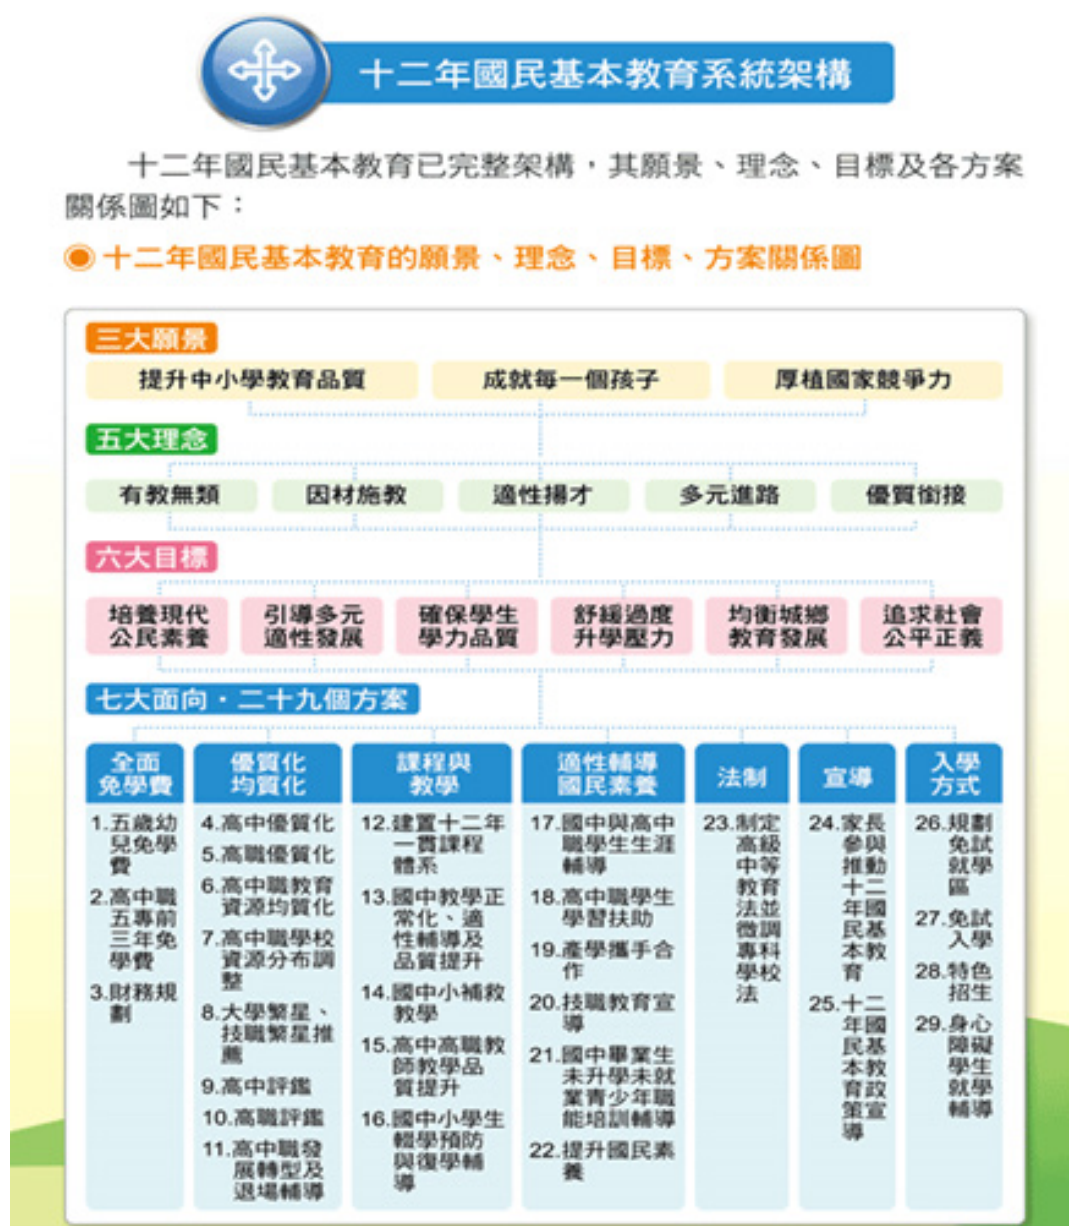 十二年國民基本教育系統架構
十二年國民基本教育已完整架構，其願景、理念、目標及各方案
關係圖如下：
十二年國民基本教育的願景、理念、目標、方案關係圖
三大願景
提升中小學教育品質
成就每一個孩子
厚植國家競爭力
五大理念
有教無類
因材施教
適性揚才
多元進路
優質銜接
六大目標
培養現代
公民素養
引導多元
適性發展
確保學生
學力品質
舒緩過度
升學壓力
均衡城鄉
教育發展
追求社會
公平正義
七大面向・二十九個方案
全面
免學費
1.五歲幼
兒免學
費
2.高中職
五專前
三年免
學費
3.財務規
劃
優質化
均質化
4.高中優質化
5.高職優質化
6.高中職教育
資源均質化
7.高中職學校
資源分布調
整
8.大學繁星、
技職繁星推
薦
9.高中評鑑
10.高職評鑑
11.高中職發
展轉型及
退場輔導
課程與
教學
12.建置十二年
一貫課程
體系
13.國中教學正
常化、適
性輔導及
品質提升
14.國中小補救
教學
15.高中高職教
師教學品
質提升
16.國中小學生
輟學預防
與復學輔
導
適性輔導
國民素養
17.國中與高中
職學生生涯
輔導
18.高中職學生
學習扶助
19.產學攜手合
作
20.技職教育宣
導
21.國中畢業生
未升學未就
業青少年職
能培訓輔導
22.提升國民素
養
法制
23.制定
高級
中等
教育
法並
微調
專科
學校
法
宣導
24.家長
參與
推動
十二
年國
民基
本教
育
25.十二
年國
民基
本教
育政
策宣
導
入學
方式
26.規劃
免試
就學
區
27.免試
入學
28.特色
招生
29.身心
障礙
學生
就學
輔導